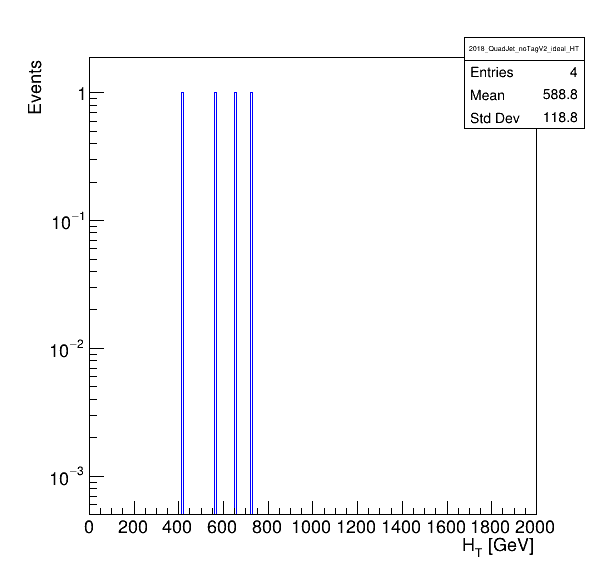 2018_QuadJet_noTagV2_ideal_HT
Entries 4
Mean 588.8
Std Dev 118.8
Events
1
10⁻¹
10⁻²
10⁻³
0 200 400 600 800 1000 1200 1400 1600 1800 2000
H_T [GeV]